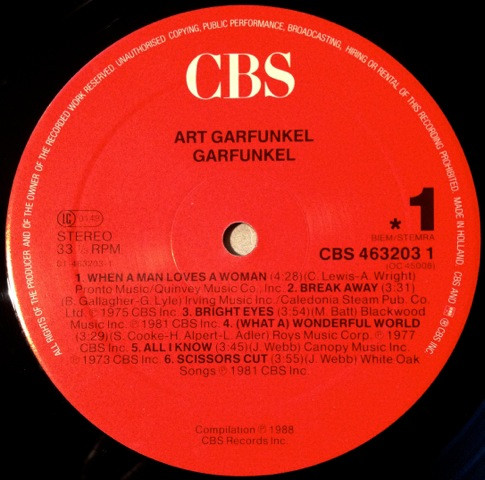 ALL RIGHTS OF THE PRODUCER AND OF THE OWNER OF THE RECORDED WORK RESERVED. UNAUTHORISED COPYING, PUBLIC PERFORMANCE, BROADCASTING, HIRING OR RENTAL OF THIS RECORDING PROHIBITED. MADE IN HOLLAND. CBS AND ℗ CBS INC.
CBS
ART GARFUNKEL
GARFUNKEL
LC 0149
STEREO
33 ⅓ RPM
01-463203-1
* 1
BIEM/STEMRA
CBS 463203 1
1. WHEN A MAN LOVES A WOMAN (4:28)(C. Lewis-A. Wright)
Pronto Music/Quinvey Music Co., Inc. 2. BREAK AWAY (3:31)
(B. Gallagher-G. Lyle) Irving Music Inc./Caledonia Steam Pub. Co.
Ltd. ℗ 1975 CBS Inc. 3. BRIGHT EYES (3:54)(M. Batt) Blackwood
Music Inc. ℗ 1981 CBS Inc. 4. (WHAT A) WONDERFUL WORLD
(3:29)(S. Cooke-H. Alpert-L. Adler) Roys Music Corp. ℗ 1977
CBS Inc. 5. ALL I KNOW (3:45)(J. Webb) Canopy Music Inc.
℗ 1973 CBS Inc. 6. SCISSORS CUT (3:55)(J. Webb) White Oak
Songs ℗ 1981 CBS Inc.
Compilation ℗ 1988
CBS Records Inc.